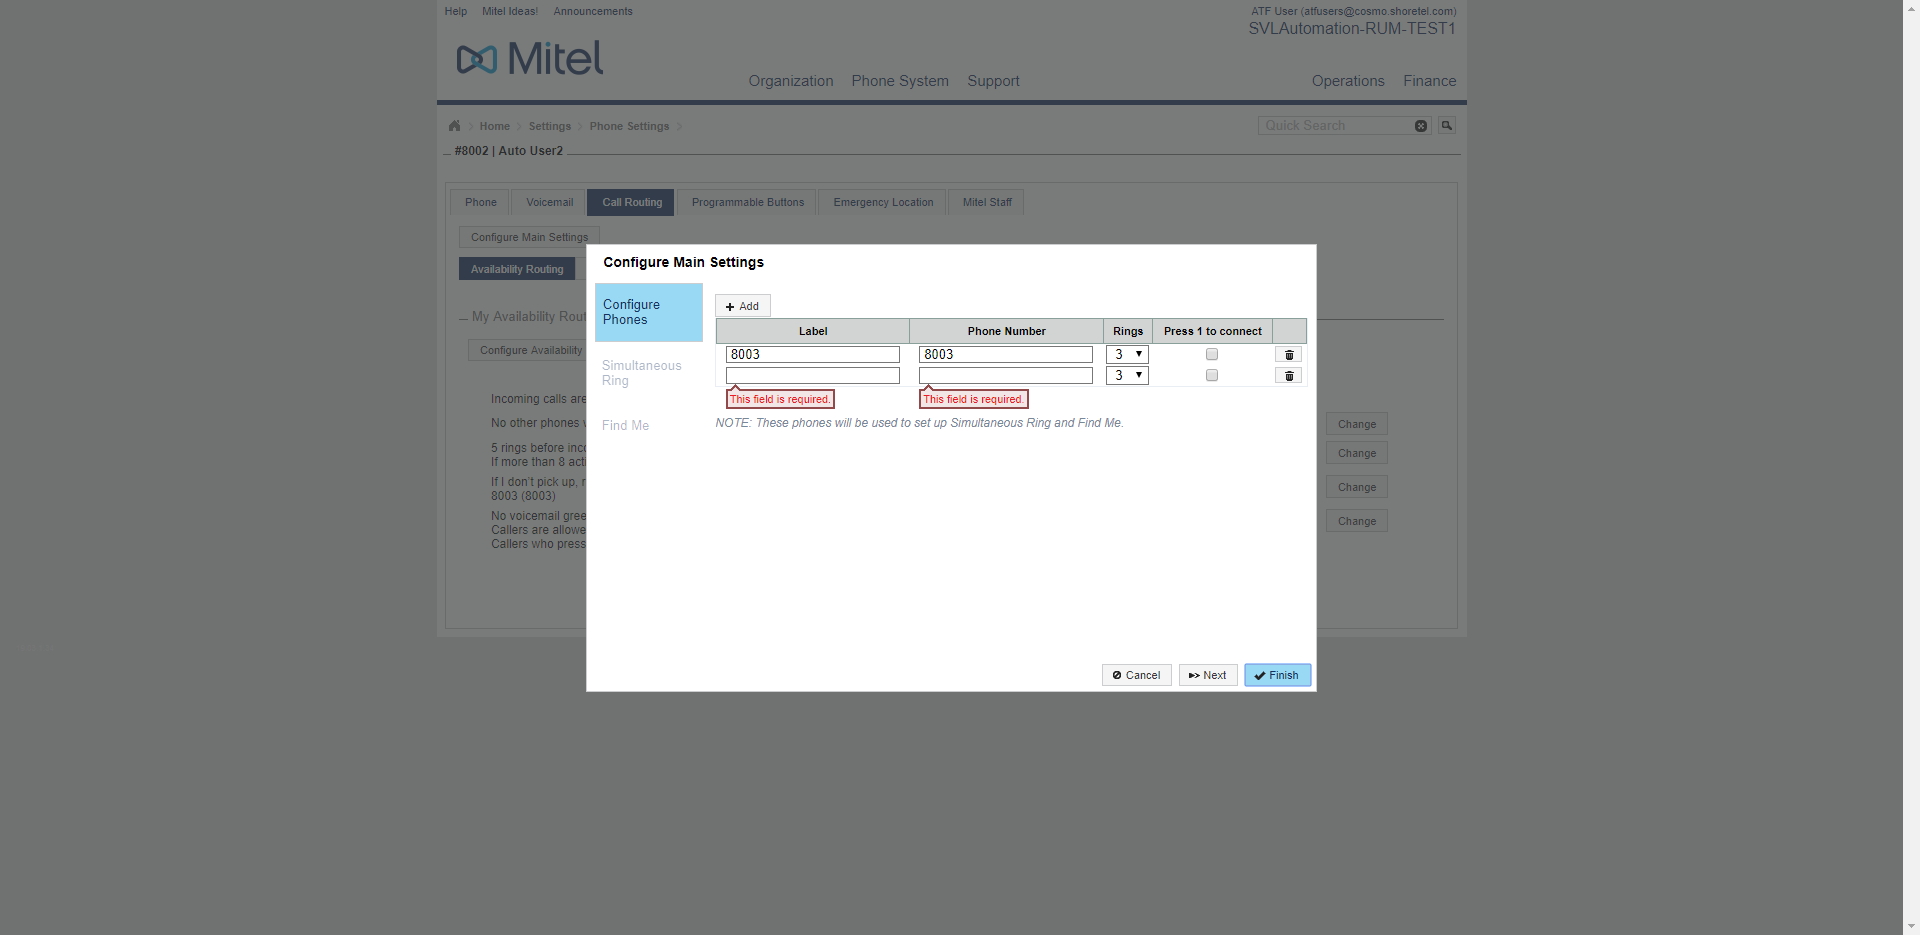 Help Mitel Ideas! Announcements
ATF User (atfusers@cosmo.shoretel.com)
SVLAutomation-RUM-TEST1
Mitel
Organization Phone System Support Operations Finance
Home Settings Phone Settings
Quick Search
#8002 | Auto User2
Phone Voicemail Call Routing Programmable Buttons Emergency Location Mitel Staff
Configure Main Settings
Availability Routing
My Availability
Configure Availability
Incoming calls are
No other phones
5 rings before
If more than 8
If I don't pick up,
8003 (8003)
No voicemail
Callers are
Callers who press
Change
Change
Change
Change
Configure Main Settings
Configure Phones
Simultaneous Ring
Find Me
+ Add
Label Phone Number Rings Press 1 to connect
8003 8003 3
3
This field is required. This field is required.
NOTE: These phones will be used to set up Simultaneous Ring and Find Me.
Cancel Next Finish